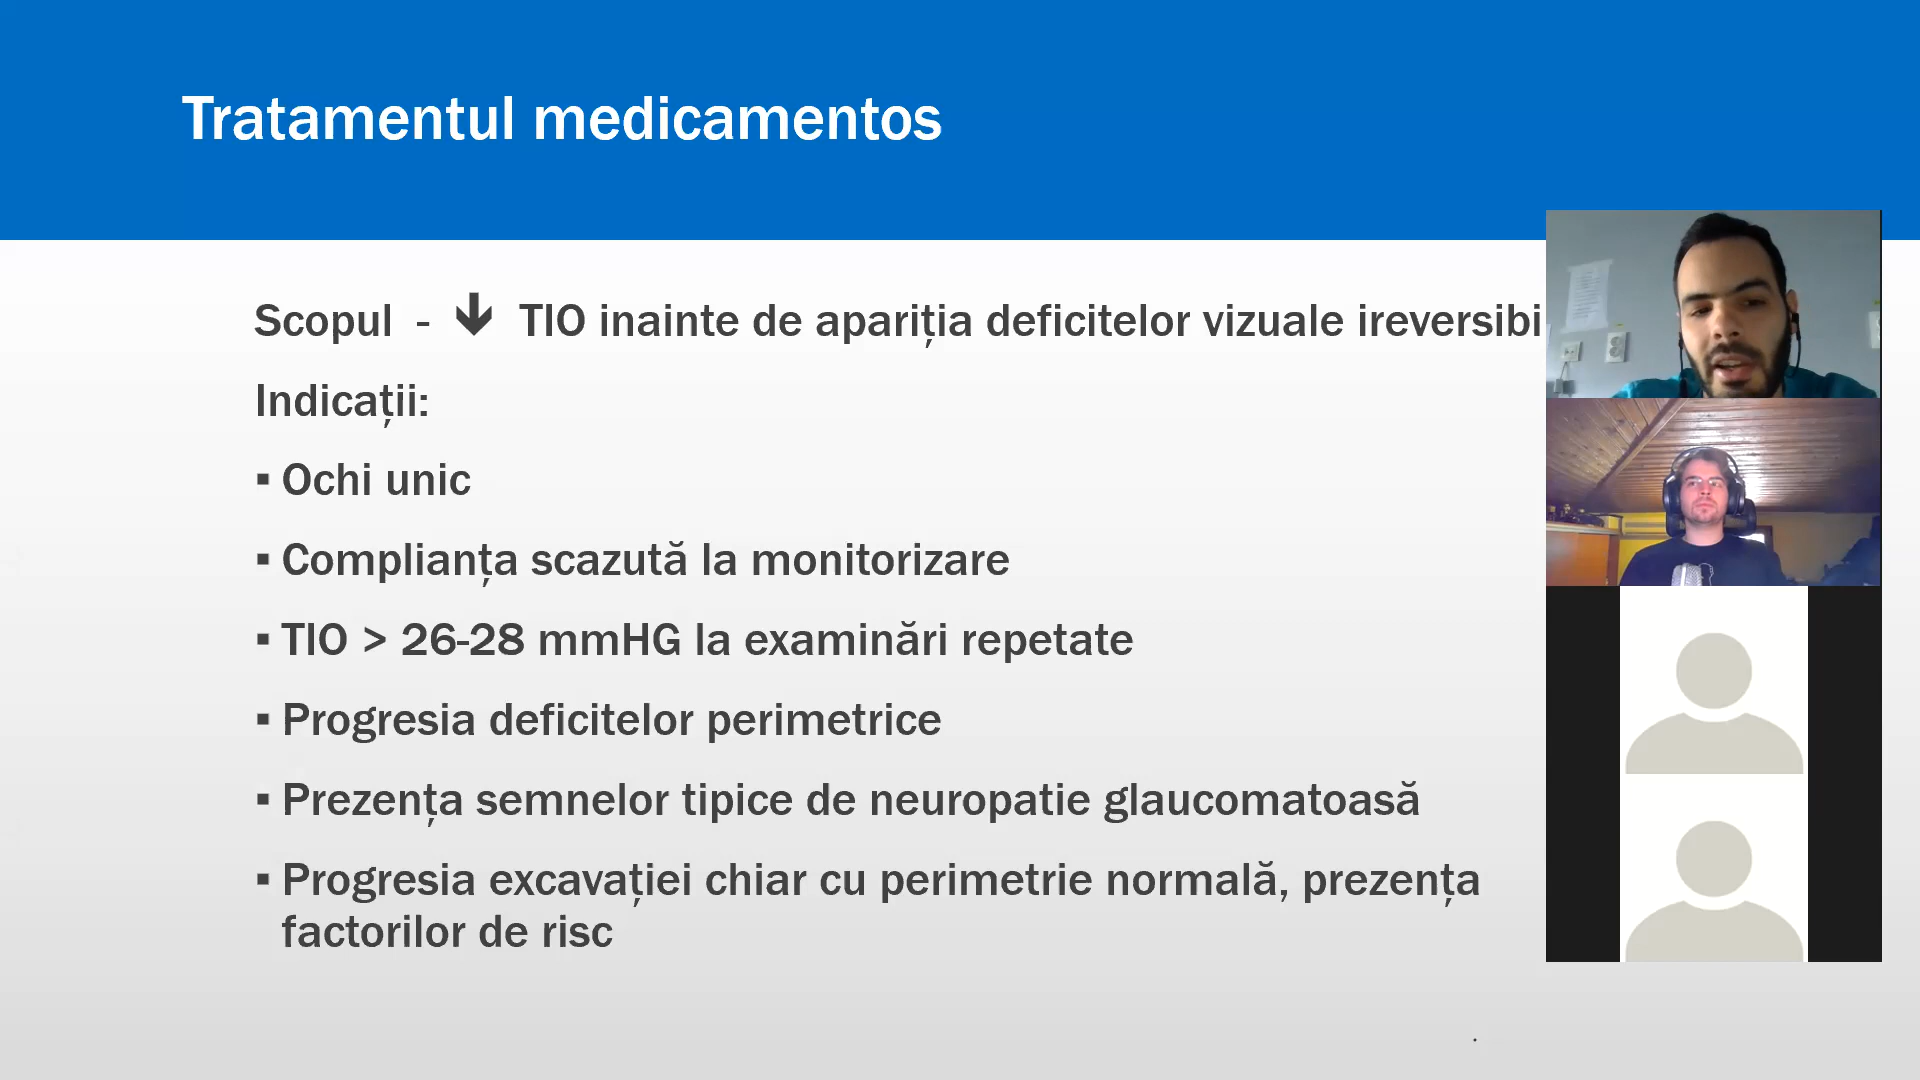 Tratamentul medicamentos
Scopul - 🡻 TIO inainte de apariția deficitelor vizuale ireversibi
Indicații:
▪ Ochi unic
▪ Complianța scazută la monitorizare
▪ TIO > 26-28 mmHG la examinări repetate
▪ Progresia deficitelor perimetrice
▪ Prezența semnelor tipice de neuropatie glaucomatoasă
▪ Progresia excavației chiar cu perimetrie normală, prezența
factorilor de risc
.